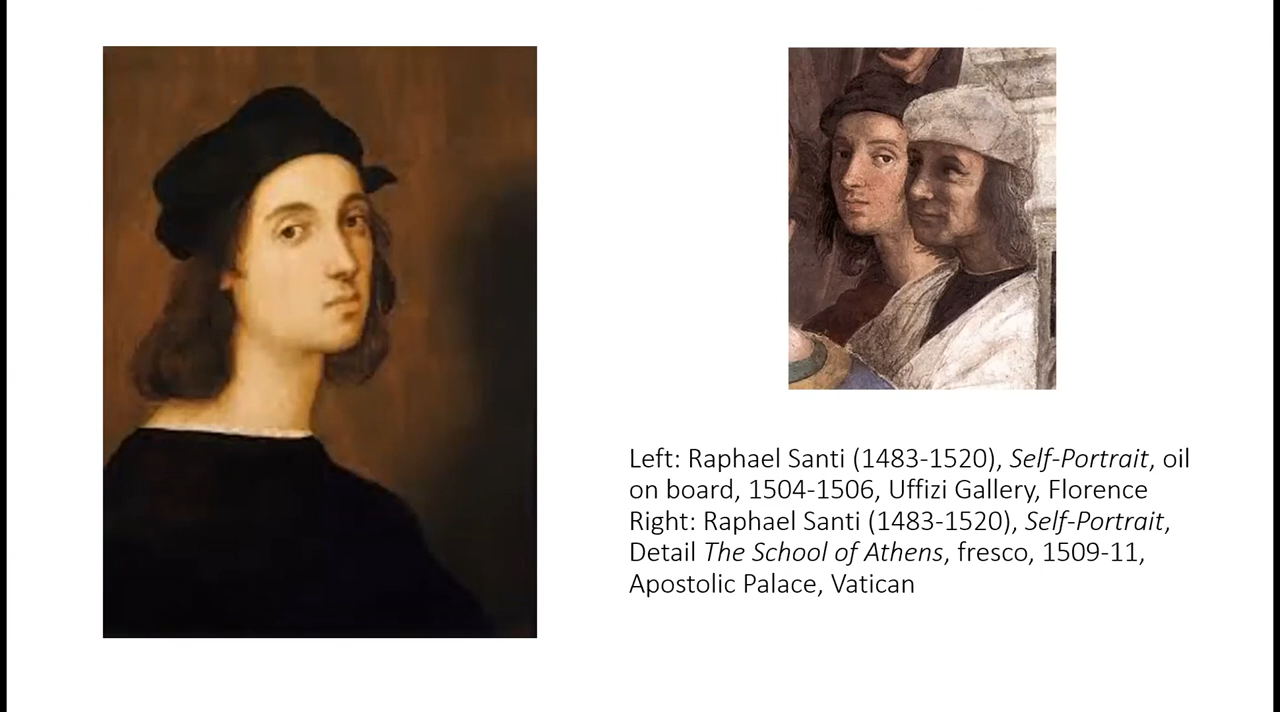 Left: Raphael Santi (1483-1520), Self-Portrait, oil
on board, 1504-1506, Uffizi Gallery, Florence
Right: Raphael Santi (1483-1520), Self-Portrait,
Detail The School of Athens, fresco, 1509-11,
Apostolic Palace, Vatican